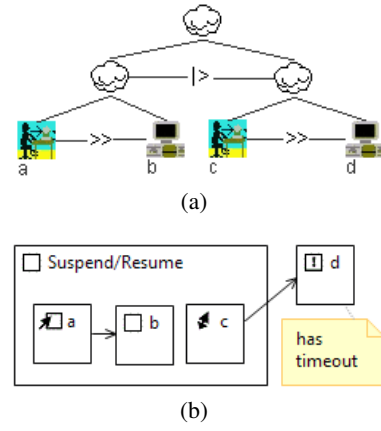 |>
>>
>>
a
b
c
d
(a)
Suspend/Resume
! d
a
b
c
has
timeout
(b)